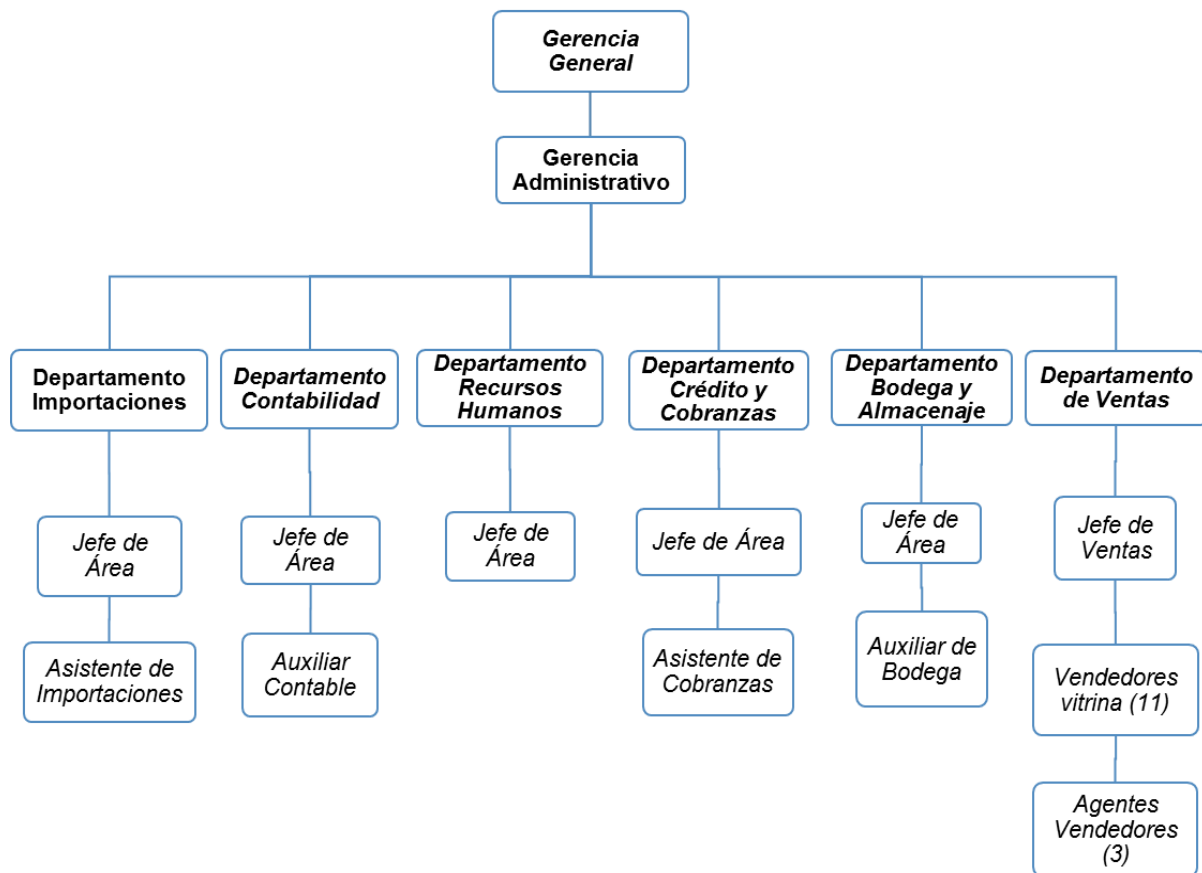 Gerencia
General
Gerencia
Administrativo
Departamento
Importaciones
Departamento
Contabilidad
Departamento
Recursos
Humanos
Departamento
Crédito y
Cobranzas
Departamento
Bodega y
Almacenaje
Departamento
de Ventas
Jefe de
Área
Jefe de
Área
Jefe de
Área
Jefe de Área
Jefe de
Área
Jefe de
Ventas
Asistente de
Importaciones
Auxiliar
Contable
Asistente de
Cobranzas
Auxiliar de
Bodega
Vendedores
vitrina (11)
Agentes
Vendedores
(3)